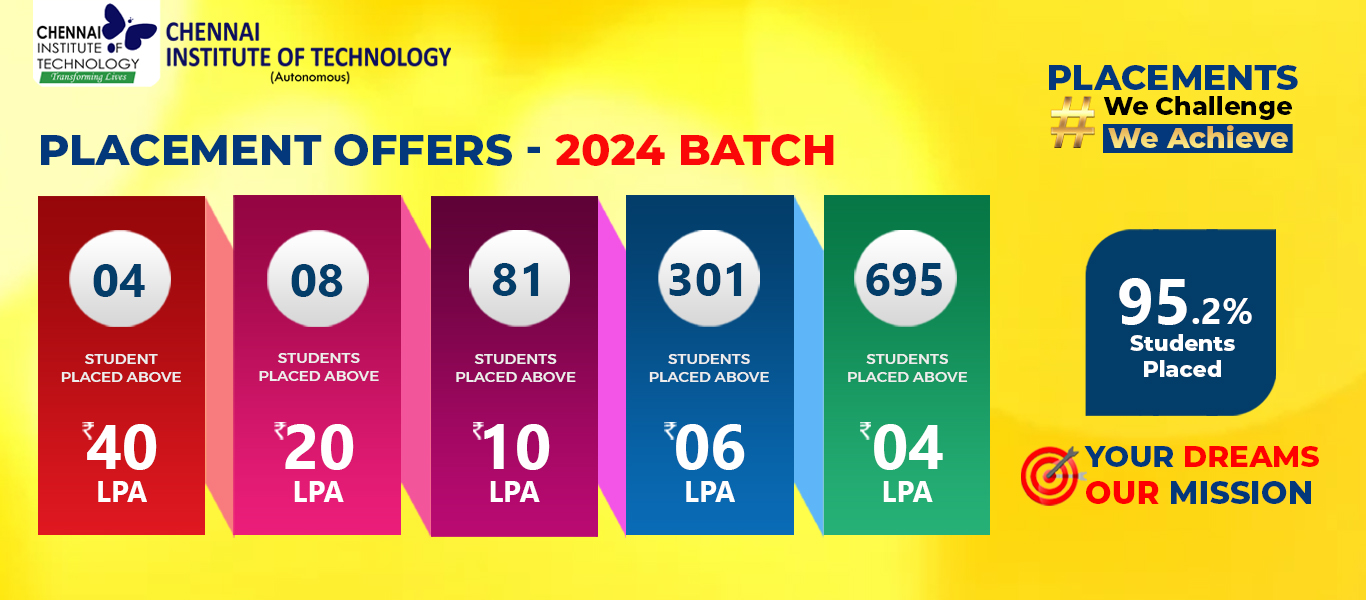 CHENNAI
INSTITUTE OF
TECHNOLOGY
Transforming Lives
CHENNAI
INSTITUTE OF TECHNOLOGY
(Autonomous)
PLACEMENTS
# We Challenge
We Achieve
PLACEMENT OFFERS - 2024 BATCH
04
STUDENT
PLACED ABOVE
₹40
LPA
08
STUDENTS
PLACED ABOVE
₹20
LPA
81
STUDENTS
PLACED ABOVE
₹10
LPA
301
STUDENTS
PLACED ABOVE
₹06
LPA
695
STUDENTS
PLACED ABOVE
₹04
LPA
95.2%
Students
Placed
YOUR DREAMS
OUR MISSION